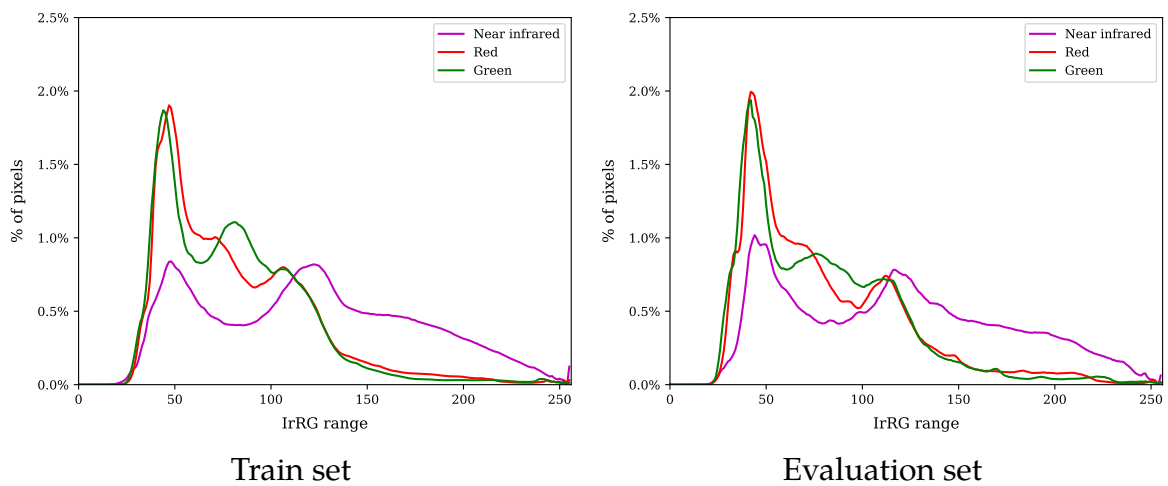 2.5%
2.0%
1.5%
1.0%
0.5%
0.0%
% of pixels
0
50
100
150
200
250
IrRG range
Near infrared
Red
Green
Train set
2.5%
2.0%
1.5%
1.0%
0.5%
0.0%
% of pixels
0
50
100
150
200
250
IrRG range
Near infrared
Red
Green
Evaluation set